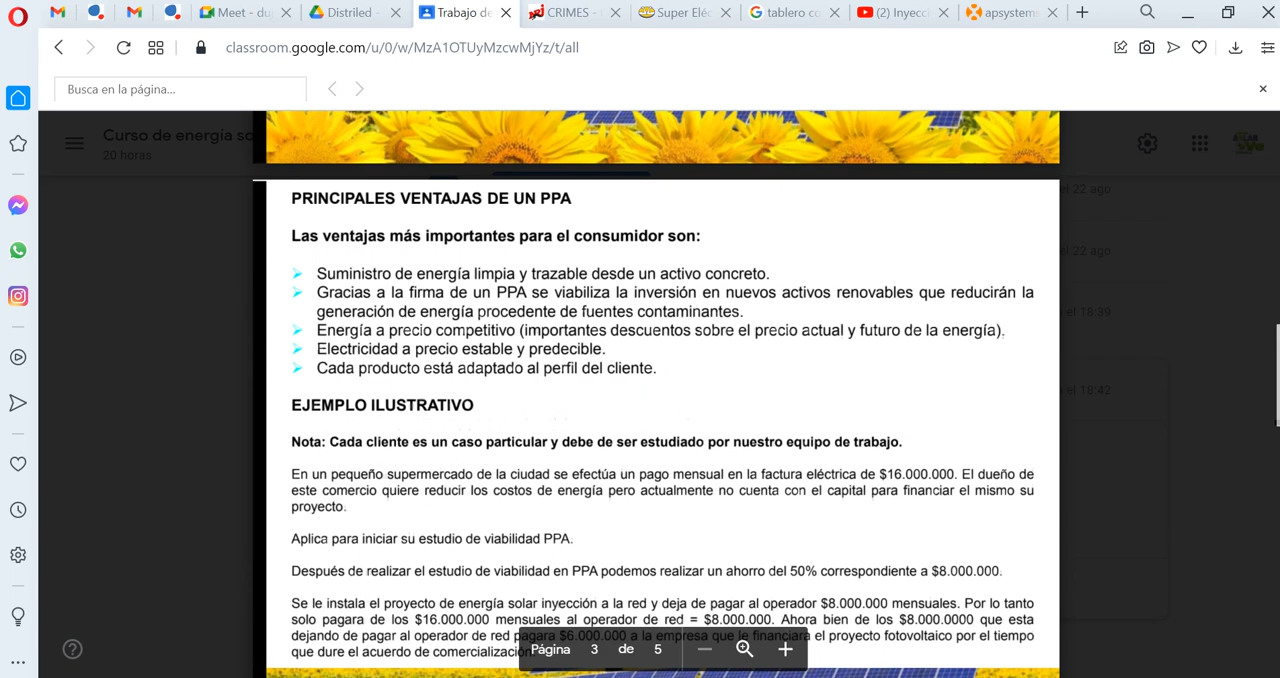 Meet - du
Distriled -
Trabajo de
CRIMES -
Super Eléc
tablero co
(2) Inyecci
apsystems
classroom.google.com/u/0/w/MzA1OTUyMzcwMjYz/t/all
Busca en la página...
Curso de energía so
20 horas
el 22 ago
el 22 ago
el 18:39
el 18:42
PRINCIPALES VENTAJAS DE UN PPA
Las ventajas más importantes para el consumidor son:
Suministro de energía limpia y trazable desde un activo concreto.
Gracias a la firma de un PPA se viabiliza la inversión en nuevos activos renovables que reducirán la
generación de energía procedente de fuentes contaminantes.
Energía a precio competitivo (importantes descuentos sobre el precio actual y futuro de la energía).
Electricidad a precio estable y predecible.
Cada producto está adaptado al perfil del cliente.
EJEMPLO ILUSTRATIVO
Nota: Cada cliente es un caso particular y debe de ser estudiado por nuestro equipo de trabajo.
En un pequeño supermercado de la ciudad se efectúa un pago mensual en la factura eléctrica de $16.000.000. El dueño de
este comercio quiere reducir los costos de energía pero actualmente no cuenta con el capital para financiar el mismo su
proyecto.
Aplica para iniciar su estudio de viabilidad PPA.
Después de realizar el estudio de viabilidad en PPA podemos realizar un ahorro del 50% correspondiente a $8.000.000.
Se le instala el proyecto de energía solar inyección a la red y deja de pagar al operador $8.000.000 mensuales. Por lo tanto
solo pagara de los $16.000.000 mensuales al operador de red = $8.000.000. Ahora bien de los $8.000.0000 que esta
dejando de pagar al operador de red pagara $6.000.000 a la empresa que le financiará el proyecto fotovoltaico por el tiempo
que dure el acuerdo de comercialización
Página 3 de 5